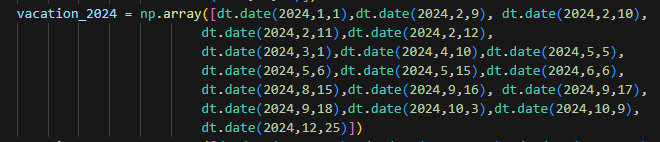 vacation_2024 = np.array([dt.date(2024,1,1),dt.date(2024,2,9), dt.date(2024,2,10),
dt.date(2024,2,11),dt.date(2024,2,12),
dt.date(2024,3,1),dt.date(2024,4,10),dt.date(2024,5,5),
dt.date(2024,5,6),dt.date(2024,5,15),dt.date(2024,6,6),
dt.date(2024,8,15),dt.date(2024,9,16), dt.date(2024,9,17),
dt.date(2024,9,18),dt.date(2024,10,3),dt.date(2024,10,9),
dt.date(2024,12,25)])